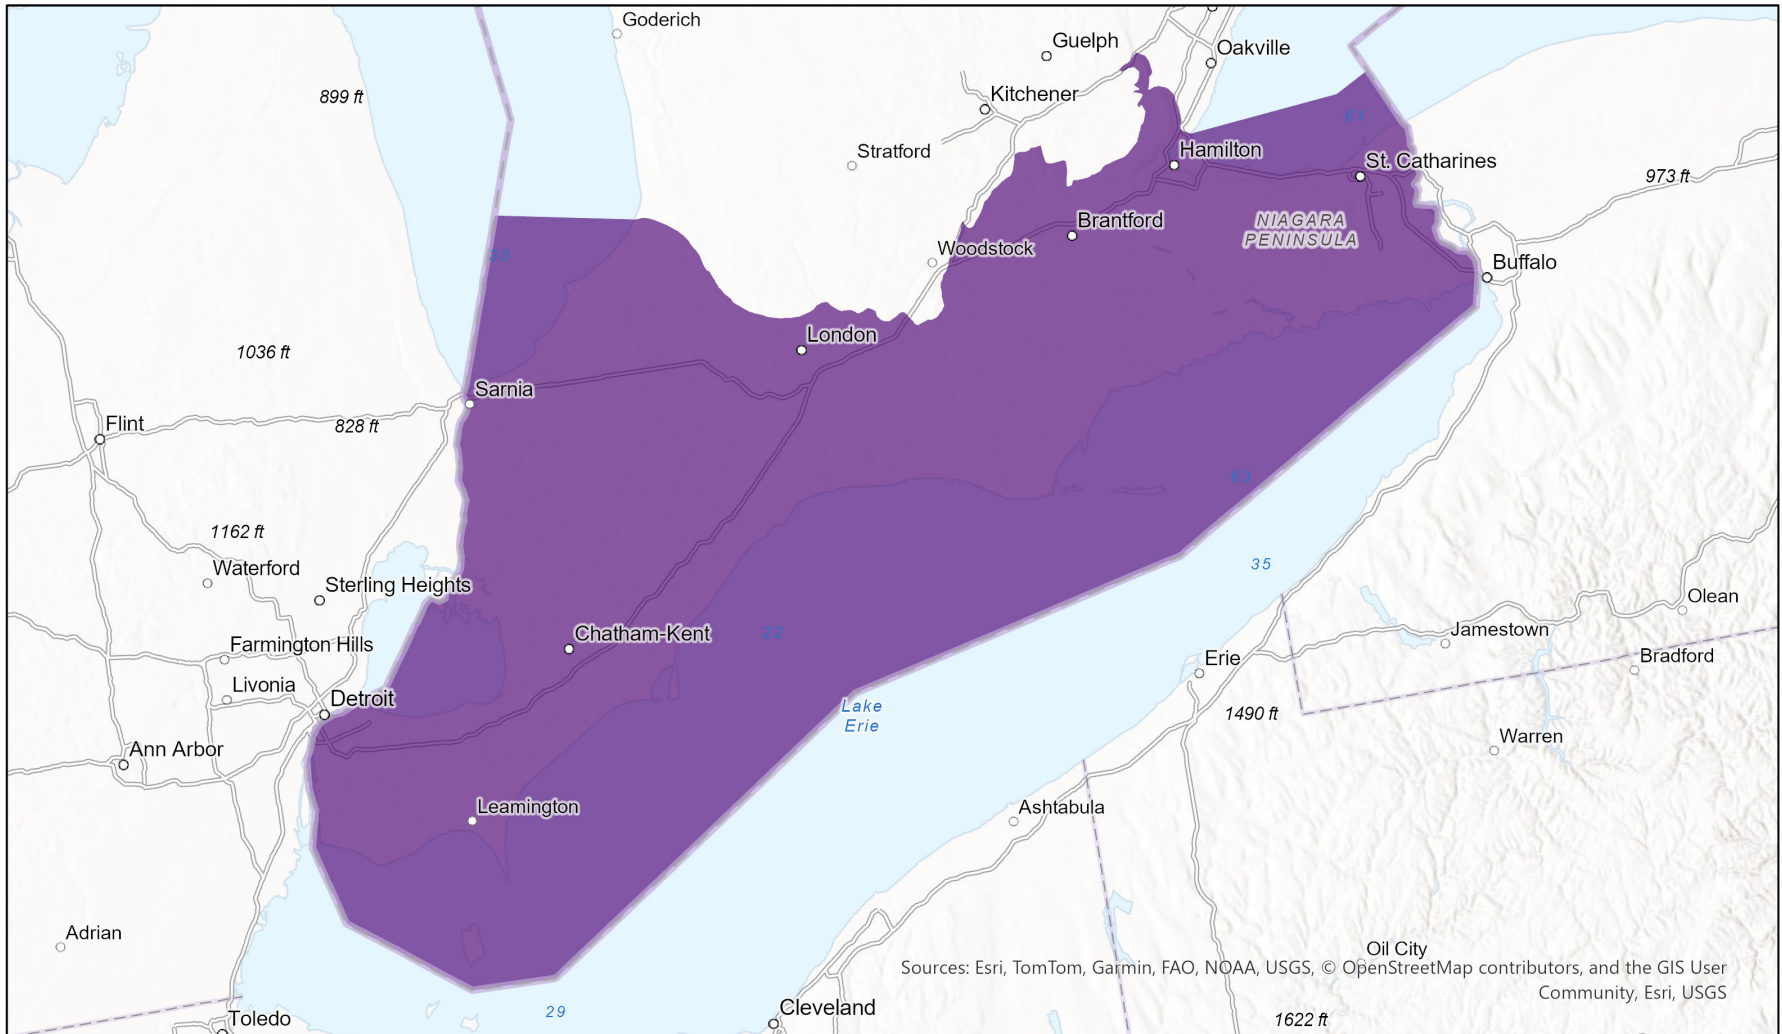 Goderich
Guelph
Oakville
899 ft
Kitchener
61
Stratford
Hamilton
St. Catharines
973 ft
Brantford
NIAGARA
PENINSULA
Woodstock
39
Buffalo
London
1036 ft
Sarnia
Flint
828 ft
63
1162 ft
Waterford
Sterling Heights
35
Olean
Chatham-Kent
22
Jamestown
Farmington Hills
Erie
Bradford
Livonia
Detroit
Lake
Erie
1490 ft
Ann Arbor
Warren
Leamington
Ashtabula
Adrian
Oil City
Sources: Esri, TomTom, Garmin, FAO, NOAA, USGS, © OpenStreetMap contributors, and the GIS User
Community, Esri, USGS
Toledo
29
Cleveland
1622 ft